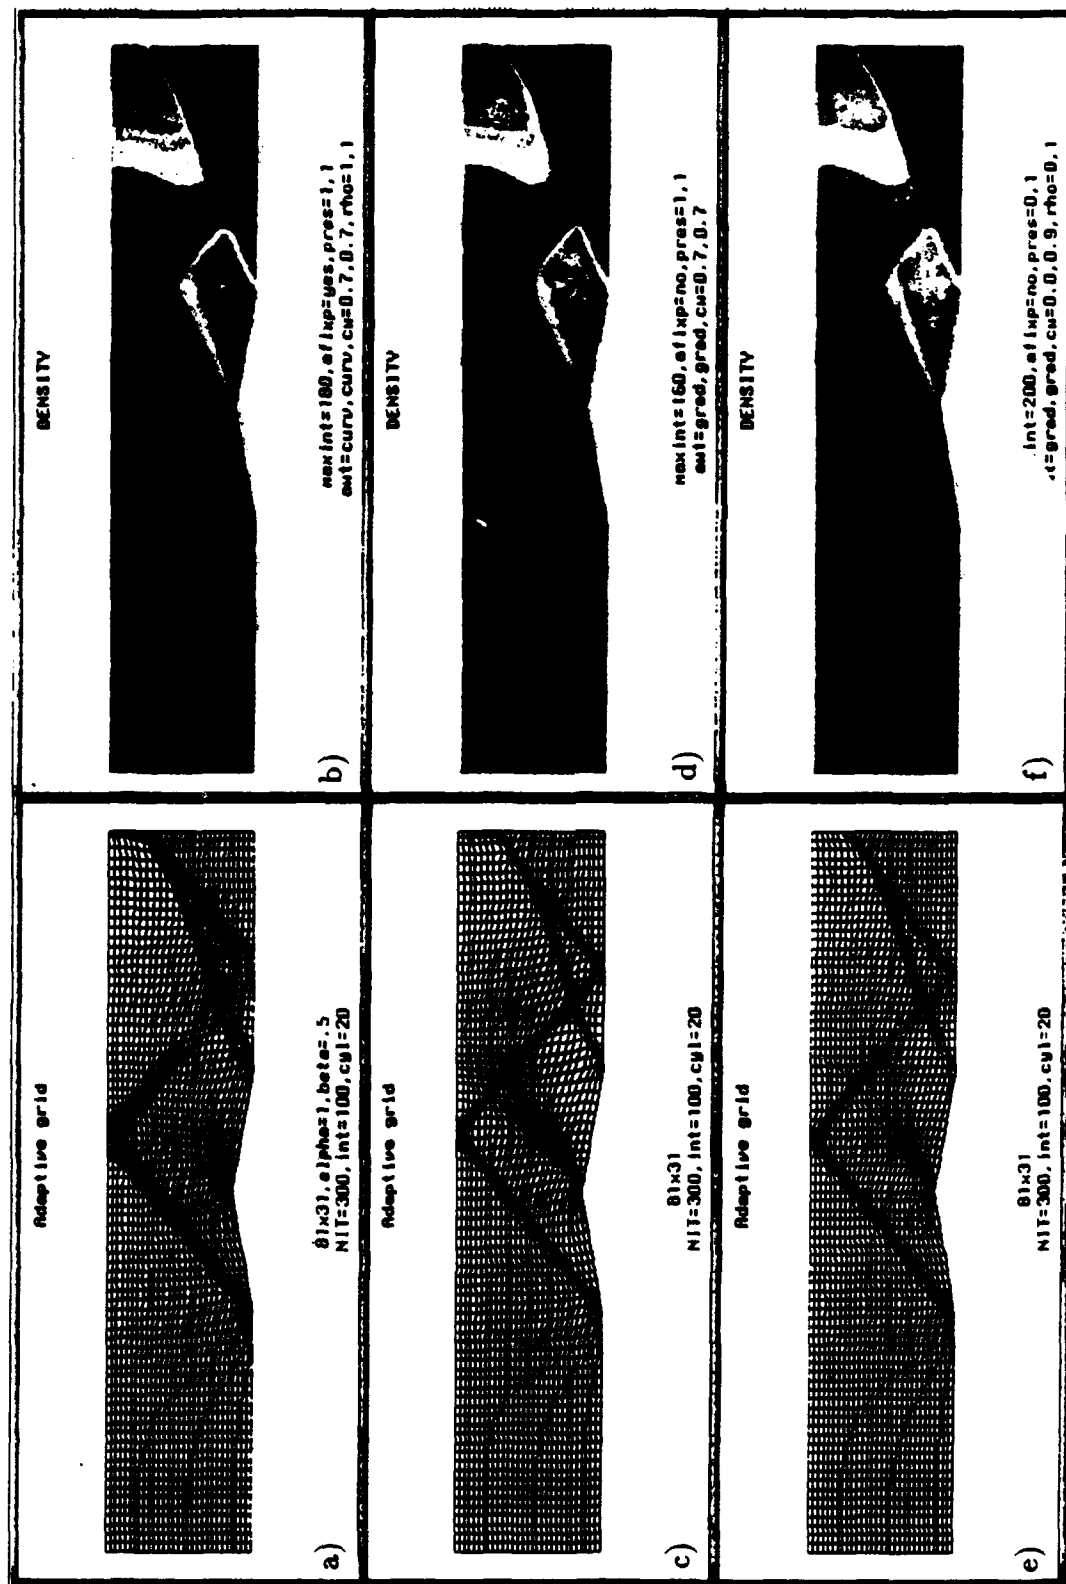 Adaptive grid
81x31,alpha=1,beta=.5
NIT=300,int=100,cyl=20
a)
DENSITY
maxint=180,aflxp=yes,pres=1,1
awt=curv,curv,cw=0.7,0.7,rho=1,1
b)
Adaptive grid
81x31
NIT=300,int=100,cyl=20
c)
DENSITY
maxint=160,aflxp=no,pres=1,1
awt=grad,grad,cw=0.7,0.7
d)
Adaptive grid
81x31
NIT=300,int=100,cyl=20
e)
DENSITY
int=200,aflxp=no,pres=0,1
t=grad,grad,cw=0.0,0.9,rho=0,1
f)